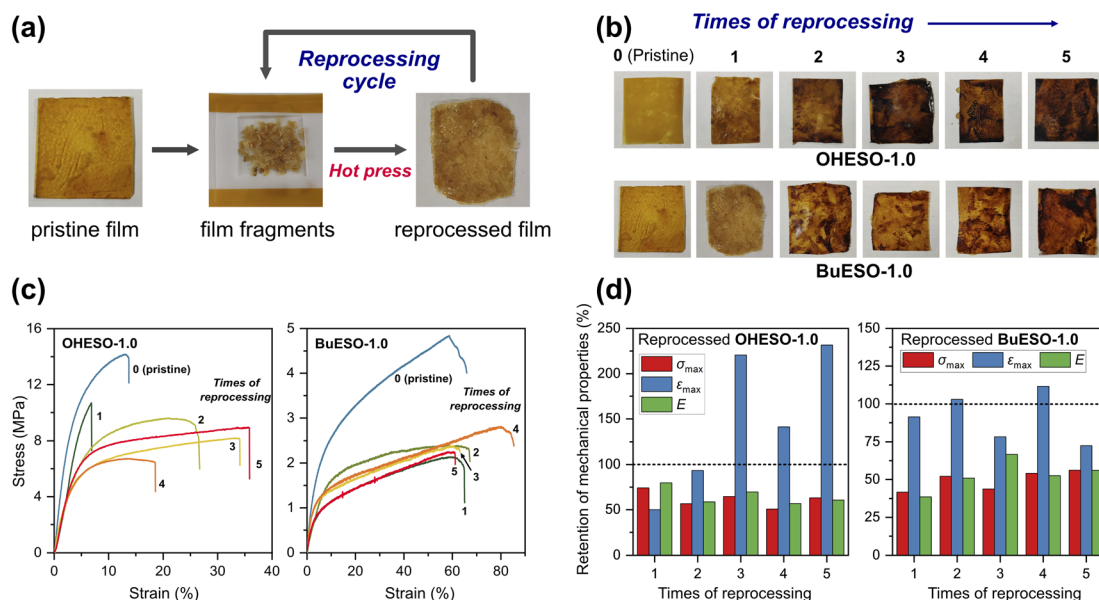 (a)
Reprocessing
cycle
Hot press
pristine film
film fragments
reprocessed film
(b)
Times of reprocessing
0 (Pristine) 1 2 3 4 5
OHESO-1.0
BuESO-1.0
(c)
Stress (MPa)
16
12
8
4
0
OHESO-1.0
0 (pristine)
Times of
reprocessing
1
2
3
5
4
0 10 20 30 40
Strain (%)
5
4
3
2
1
0
BuESO-1.0
0 (pristine)
Times of
reprocessing
4
2
5
3
1
0 20 40 60 80
Strain (%)
(d)
Retention of mechanical properties (%)
250
200
150
100
50
0
Reprocessed OHESO-1.0
σmax
εmax
E
1 2 3 4 5
Times of reprocessing
150
125
100
75
50
25
0
Reprocessed BuESO-1.0
σmax εmax E
1 2 3 4 5
Times of reprocessing